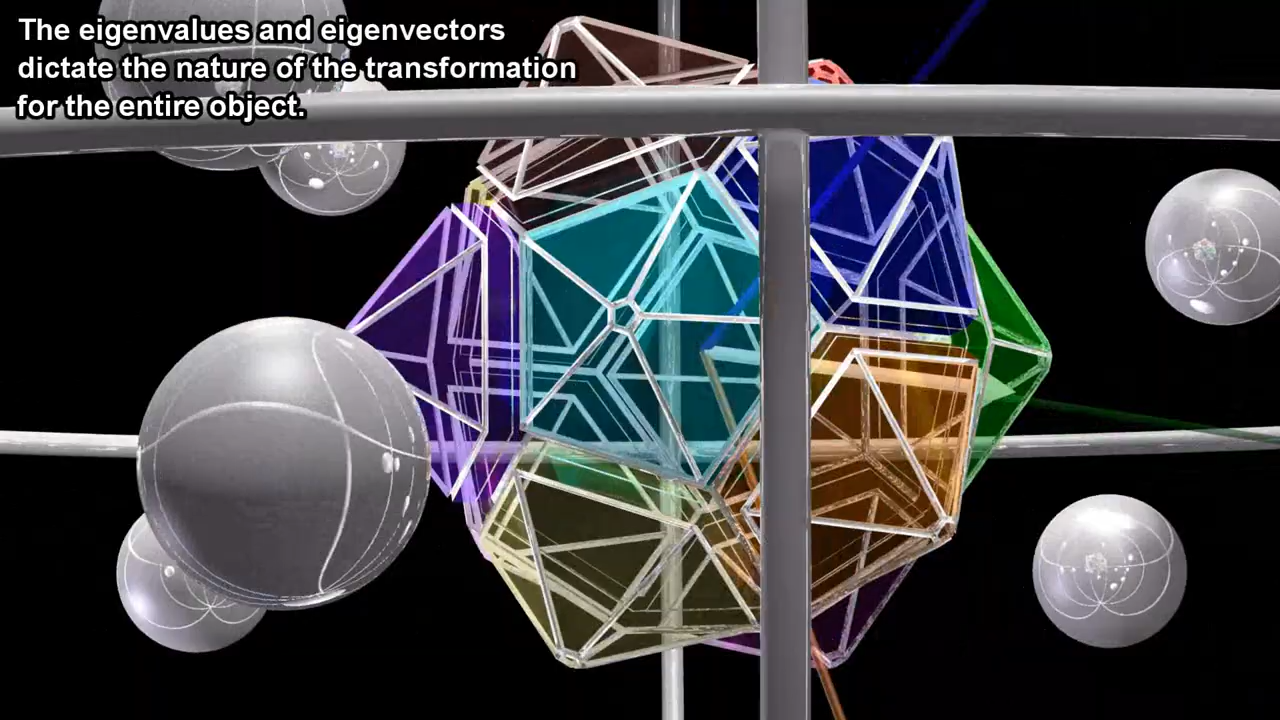 The eigenvalues and eigenvectors
dictate the nature of the transformation
for the entire object.